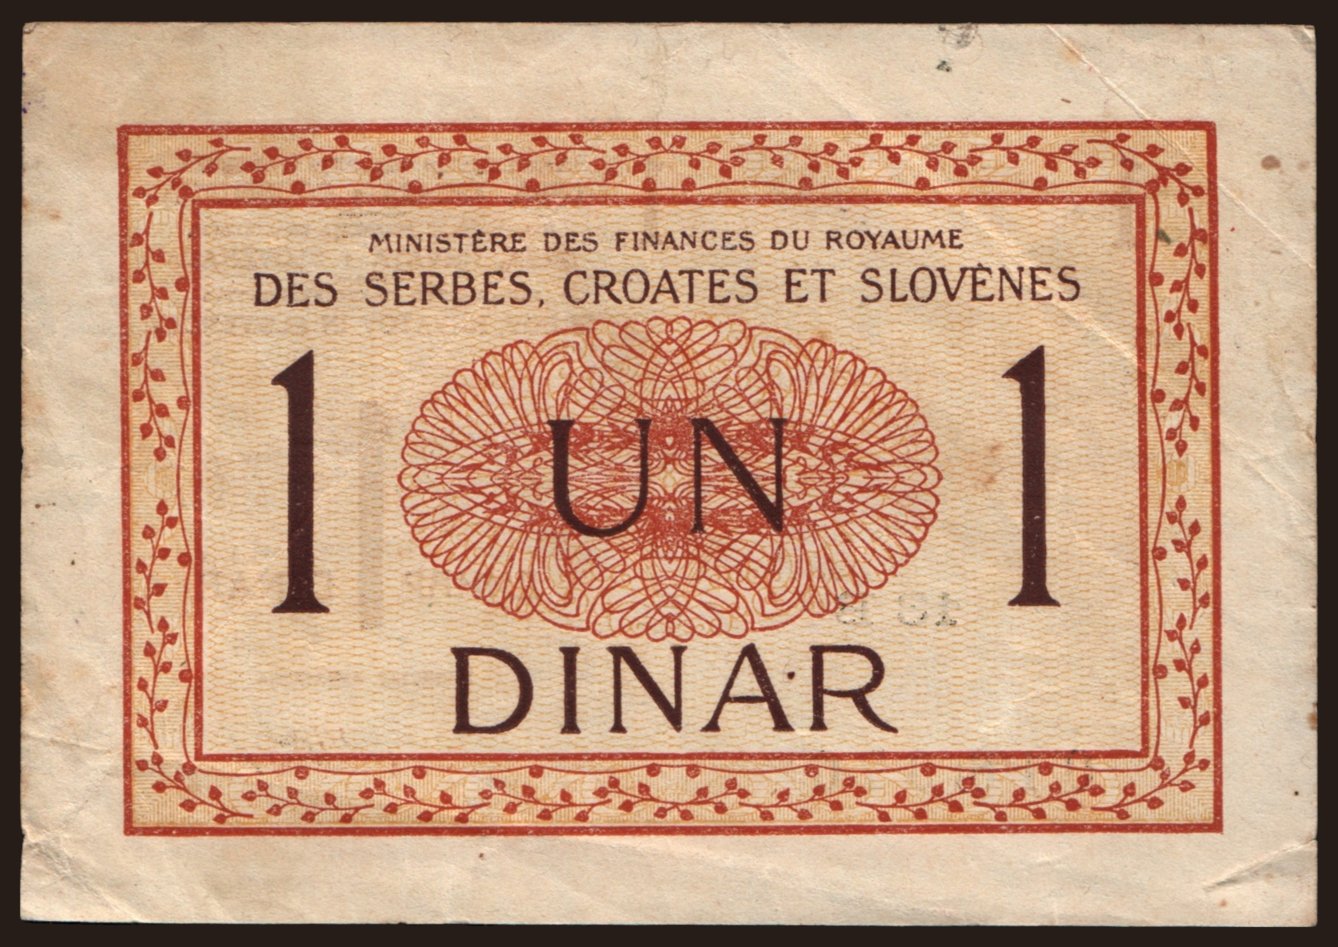 MINISTÈRE DES FINANCES DU ROYAUME
DES SERBES, CROATES ET SLOVÈNES
1 UN 1
DINAR